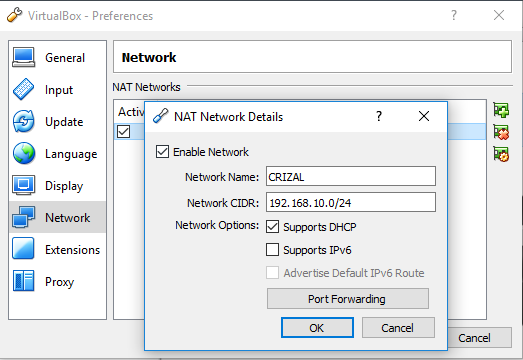 VirtualBox - Preferences
General
Input
Update
Language
Display
Network
Extensions
Proxy
Network
NAT Networks
NAT Network Details
Enable Network
Network Name: CRIZAL
Network CIDR: 192.168.10.0/24
Network Options: Supports DHCP
Supports IPv6
Advertise Default IPv6 Route
Port Forwarding
OK Cancel
Cancel